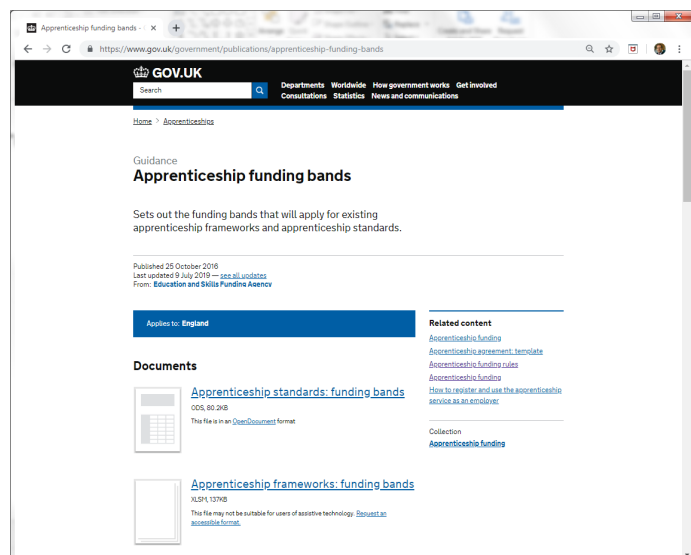 Apprenticeship funding bands -
https://www.gov.uk/government/publications/apprenticeship-funding-bands
GOV.UK
Search
Departments Worldwide How government works Get involved
Consultations Statistics News and communications
Home > Apprenticeships
Guidance
Apprenticeship funding bands
Sets out the funding bands that will apply for existing
apprenticeship frameworks and apprenticeship standards.
Published 25 October 2016
Last updated 9 July 2019 — see all updates
From: Education and Skills Funding Agency
Applies to: England
Related content
Apprenticeship funding
Apprenticeship agreement: template
Apprenticeship funding rules
Apprenticeship funding
How to register and use the apprenticeship
service as an employer
Collection
Apprenticeship funding
Documents
Apprenticeship standards: funding bands
ODS, 80.2KB
This file is in an OpenDocument format
Apprenticeship frameworks: funding bands
XLSM, 137KB
This file may not be suitable for users of assistive technology. Request an
accessible format.